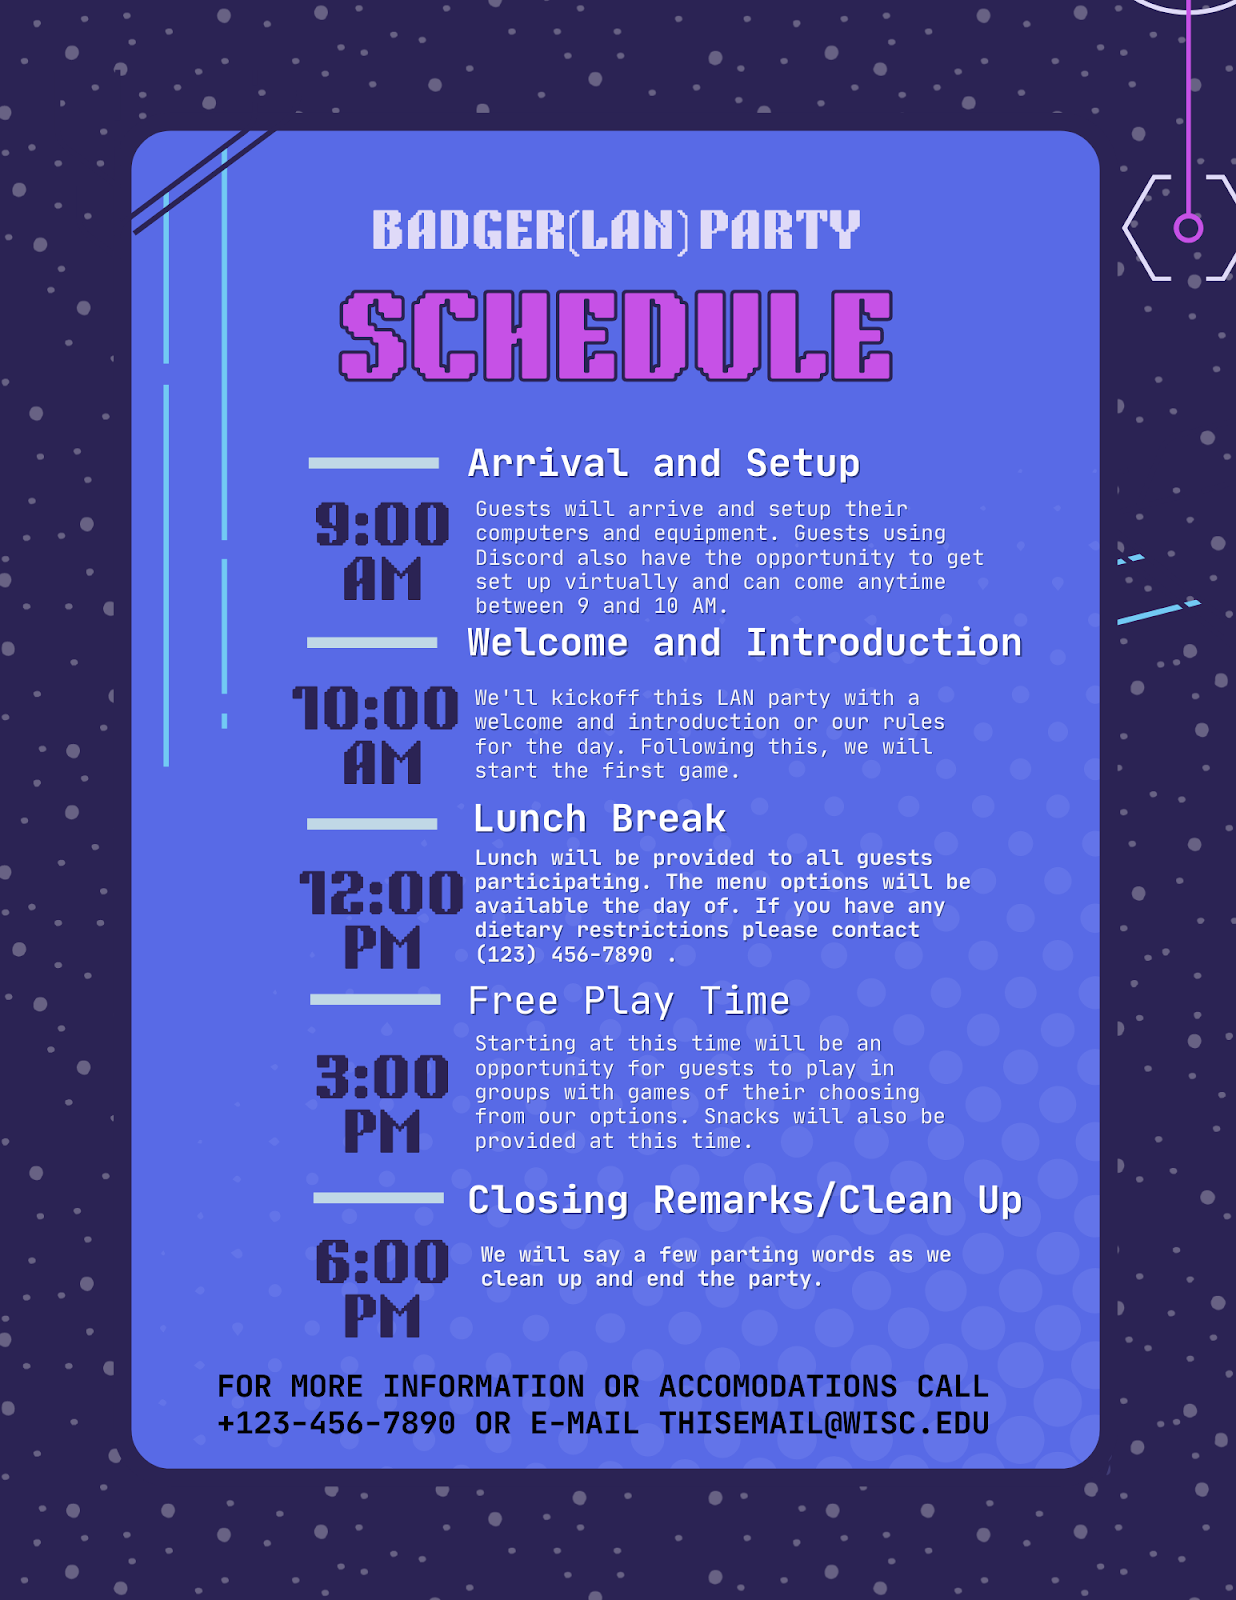 BADGER(LAN) PARTY
SCHEDULE
Arrival and Setup
9:00
AM
Guests will arrive and setup their
computers and equipment. Guests using
Discord also have the opportunity to get
set up virtually and can come anytime
between 9 and 10 AM.
Welcome and Introduction
10:00
AM
We'll kickoff this LAN party with a
welcome and introduction or our rules
for the day. Following this, we will
start the first game.
Lunch Break
12:00
PM
Lunch will be provided to all guests
participating. The menu options will be
available the day of. If you have any
dietary restrictions please contact
(123) 456-7890 .
Free Play Time
3:00
PM
Starting at this time will be an
opportunity for guests to play in
groups with games of their choosing
from our options. Snacks will also be
provided at this time.
Closing Remarks/Clean Up
6:00
PM
We will say a few parting words as we
clean up and end the party.
FOR MORE INFORMATION OR ACCOMODATIONS CALL
+123-456-7890 OR E-MAIL THISEMAIL@WISC.EDU